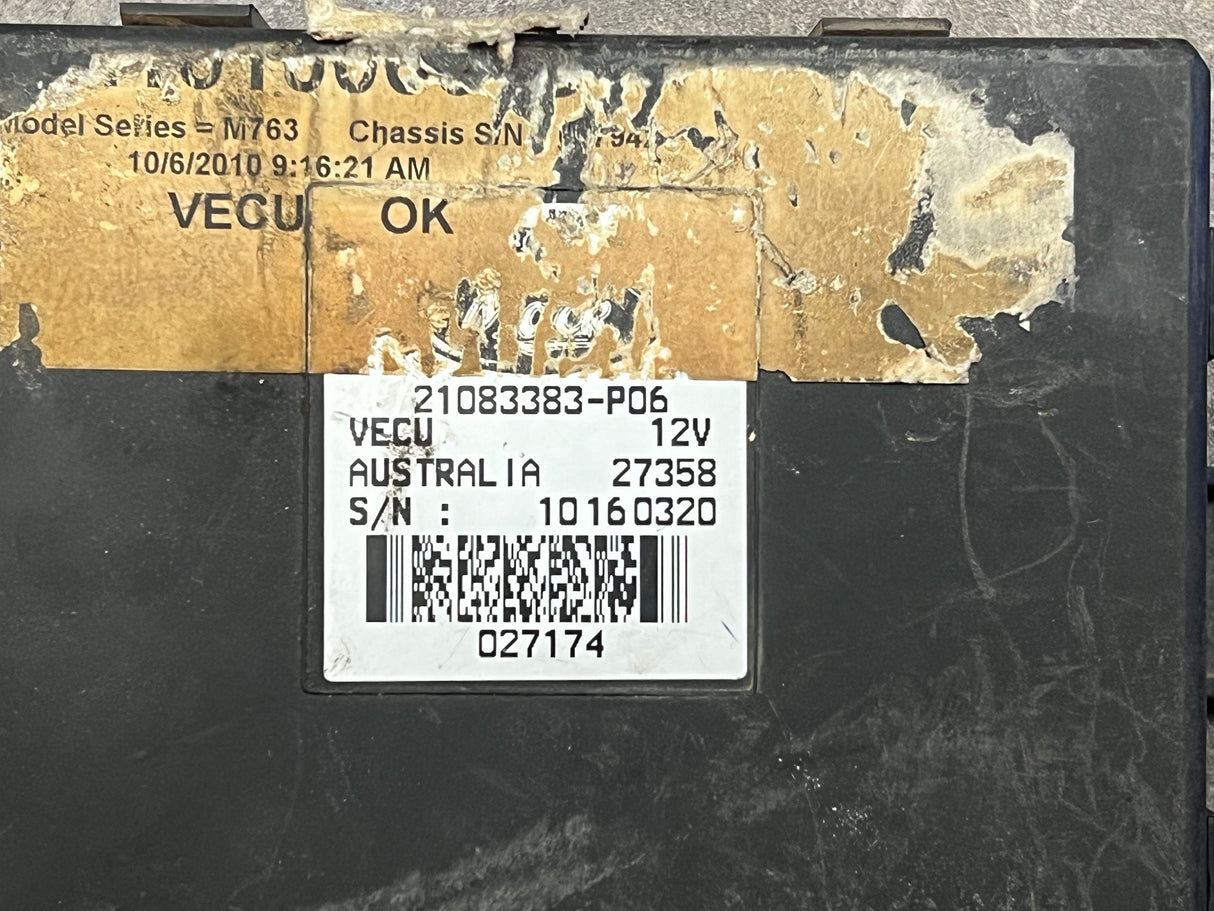 Model Series = M763 Chassis S/N
10/6/2010 9:16:21 AM
VECU OK
21083383-P06
VECU 12V
AUSTRALIA 27358
S/N : 10160320
027174